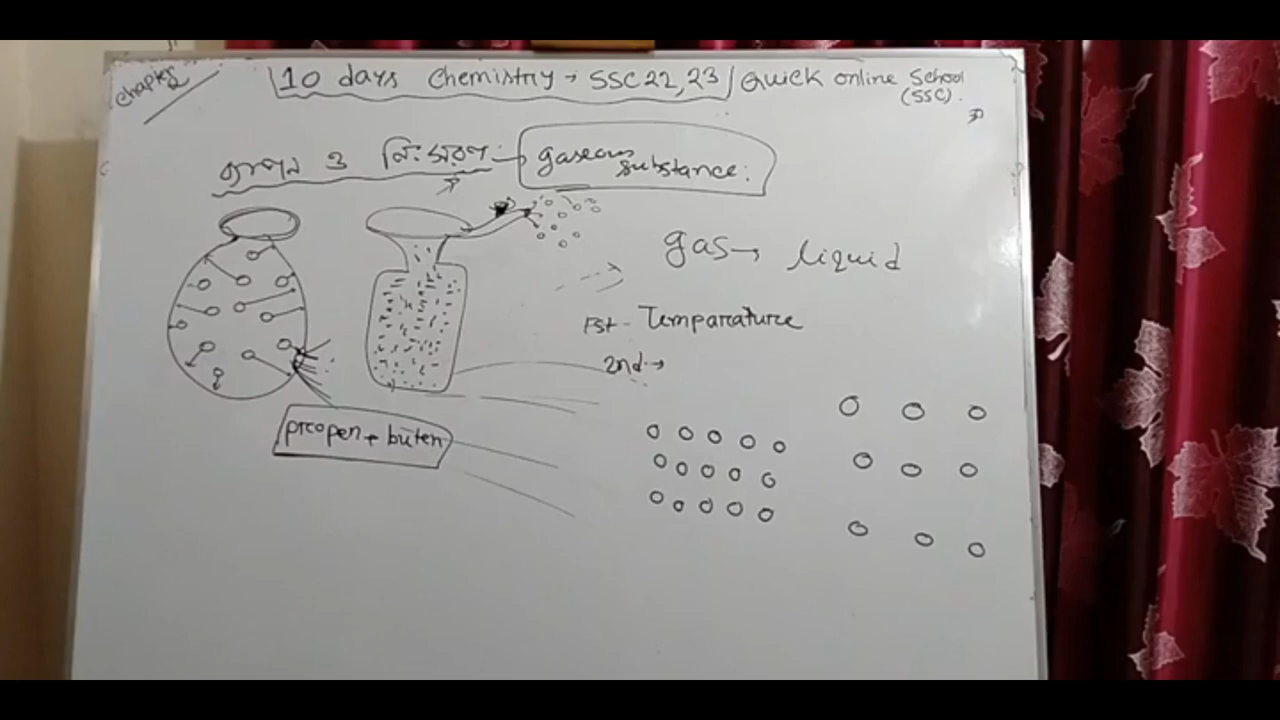 chapter
10 days chemistry → SSC 22, 23 / Quick online School
(SSC).
ব্যাপন ও নিঃসরণ: → gaseous
substance:
gas → liquid
1st - Temparature
2nd →
propen + buten